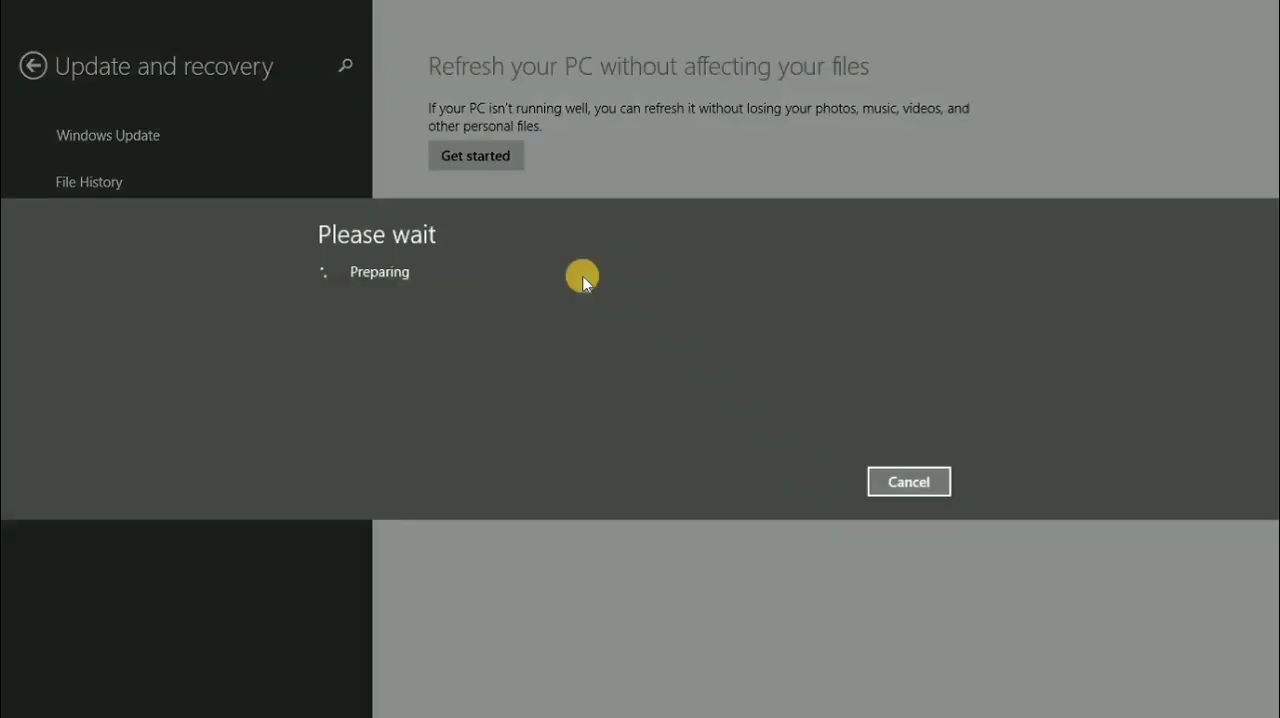 Update and recovery
Windows Update
File History
Refresh your PC without affecting your files
If your PC isn't running well, you can refresh it without losing your photos, music, videos, and
other personal files.
Get started
Please wait
Preparing
Cancel